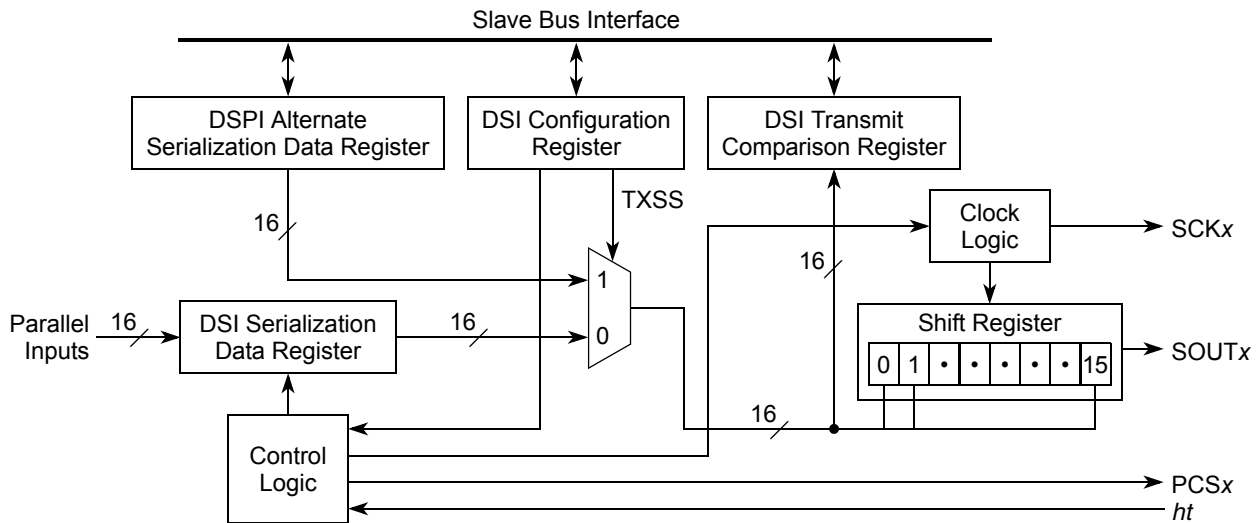 Slave Bus Interface
DSPI Alternate
Serialization Data Register
DSI Configuration
Register
DSI Transmit
Comparison Register
TXSS
16
Clock
Logic
SCKx
16
1
Parallel
Inputs
16
DSI Serialization
Data Register
16
0
Shift Register
0 1 • • • • • 15
SOUTx
16
Control
Logic
PCSx
ht